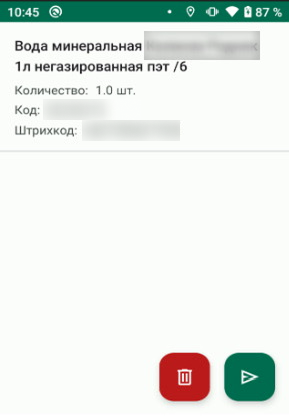 10:45 87 %
Вода минеральная
1л негазированная пэт /6
Количество: 1.0 шт.
Код:
Штрихкод: